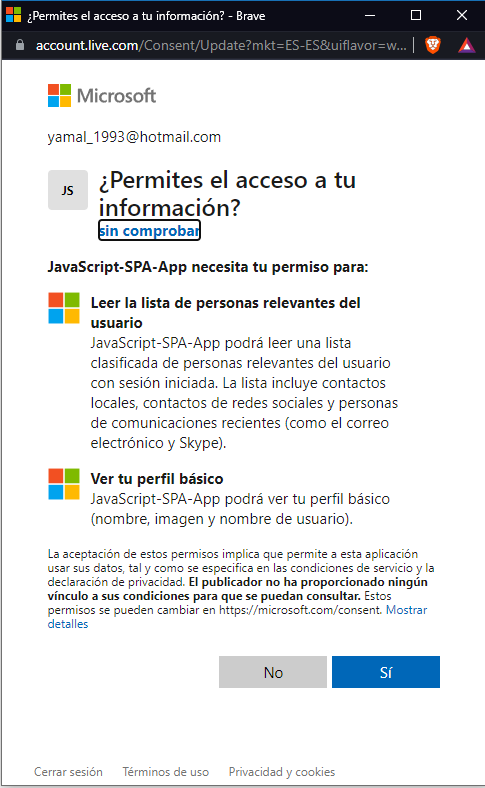 ¿Permites el acceso a tu información? - Brave
account.live.com/Consent/Update?mkt=ES-ES&uiflavor=w...
Microsoft
yamal_1993@hotmail.com
JS
¿Permites el acceso a tu
información?
sin comprobar
JavaScript-SPA-App necesita tu permiso para:
Leer la lista de personas relevantes del
usuario
JavaScript-SPA-App podrá leer una lista
clasificada de personas relevantes del usuario
con sesión iniciada. La lista incluye contactos
locales, contactos de redes sociales y personas
de comunicaciones recientes (como el correo
electrónico y Skype).
Ver tu perfil básico
JavaScript-SPA-App podrá ver tu perfil básico
(nombre, imagen y nombre de usuario).
La aceptación de estos permisos implica que permite a esta aplicación
usar sus datos, tal y como se especifica en las condiciones de servicio y la
declaración de privacidad. El publicador no ha proporcionado ningún
vínculo a sus condiciones para que se puedan consultar. Estos
permisos se pueden cambiar en https://microsoft.com/consent. Mostrar
detalles
No
Sí
Cerrar sesión
Términos de uso
Privacidad y cookies